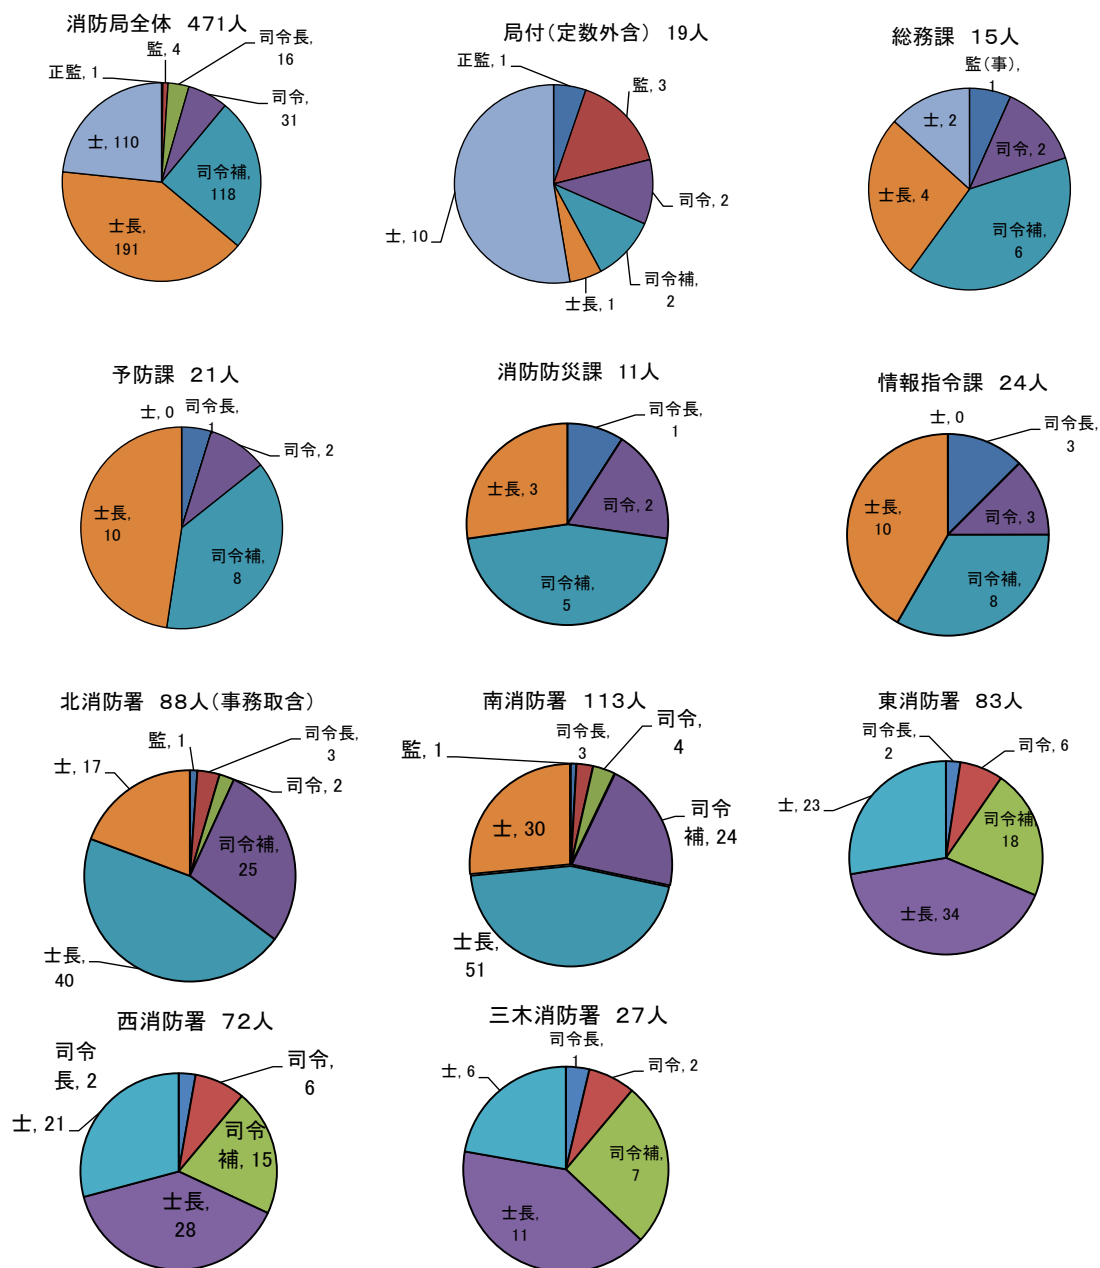 消防局全体 471人
監, 4
司令長,
16
正監, 1
司令,
31
士, 110
司令補,
118
士長,
191
局付(定数外含) 19人
正監, 1
監, 3
司令, 2
士, 10
司令補,
2
士長, 1
総務課 15人
監(事),
1
士, 2
司令, 2
士長, 4
司令補,
6
予防課 21人
士, 0
司令長,
1
司令, 2
士長,
10
司令補,
8
消防防災課 11人
司令長,
1
士長, 3
司令, 2
司令補,
5
情報指令課 24人
士, 0
司令長,
3
士長,
10
司令, 3
司令補,
8
北消防署 88人(事務取含)
監, 1
司令長,
3
士, 17
司令, 2
司令補,
25
士長,
40
南消防署 113人
司令長,
3
司令,
4
監, 1
司令
補, 24
士, 30
士長,
51
東消防署 83人
司令長,
2
司令, 6
士, 23
司令補,
18
士長, 34
西消防署 72人
司令
長, 2
司令,
6
士, 21
司令
補, 15
士長,
28
三木消防署 27人
司令長,
1
司令, 2
士, 6
司令補,
7
士長,
11